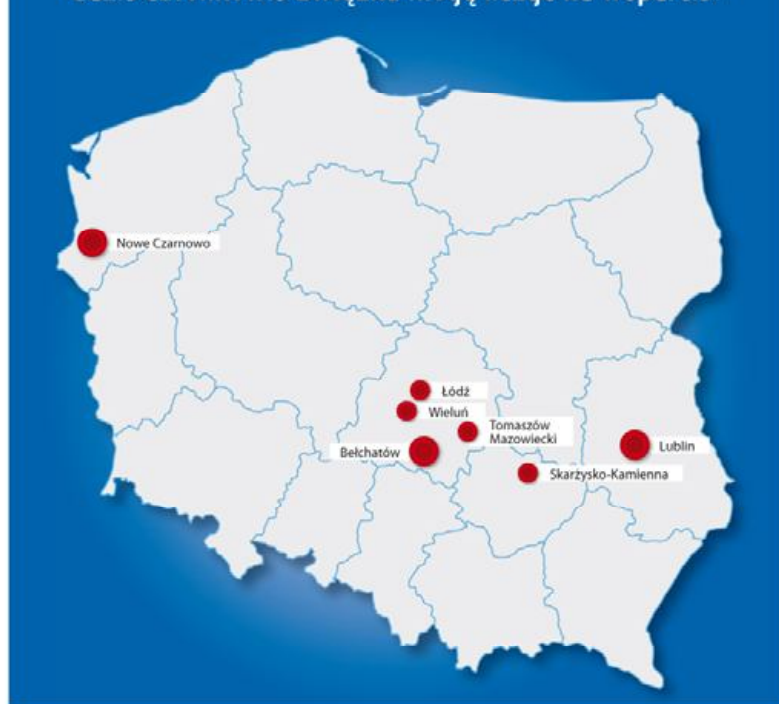 Nowe Czarnowo
Łódź
Wieluń
Tomaszów
Mazowiecki
Bełchatów
Lublin
Skarżysko-Kamienna